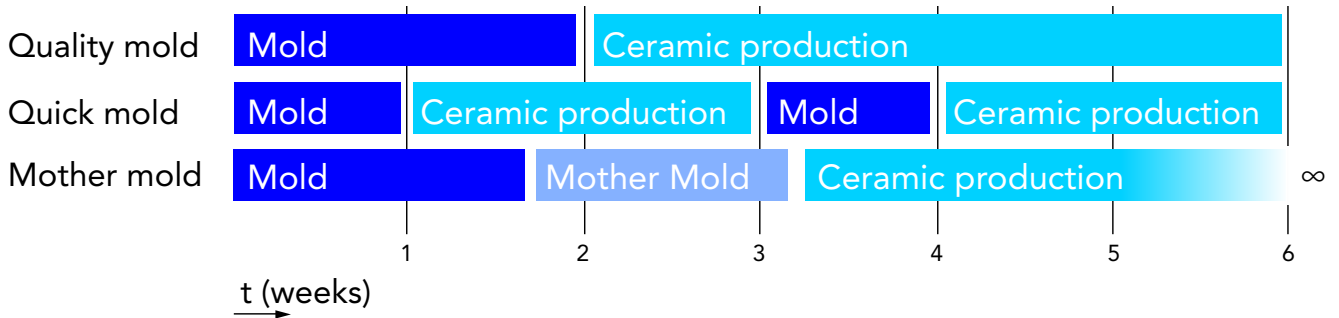 Quality mold Mold Ceramic production
Quick mold Mold Ceramic production Mold Ceramic production
Mother mold Mold Mother Mold Ceramic production ∞
1 2 3 4 5 6
t (weeks)